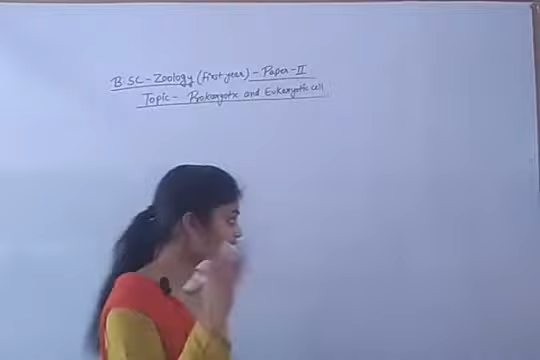 B.SC - Zoology (first year) - Paper - II
Topic - Prokaryotic and Eukaryotic cell